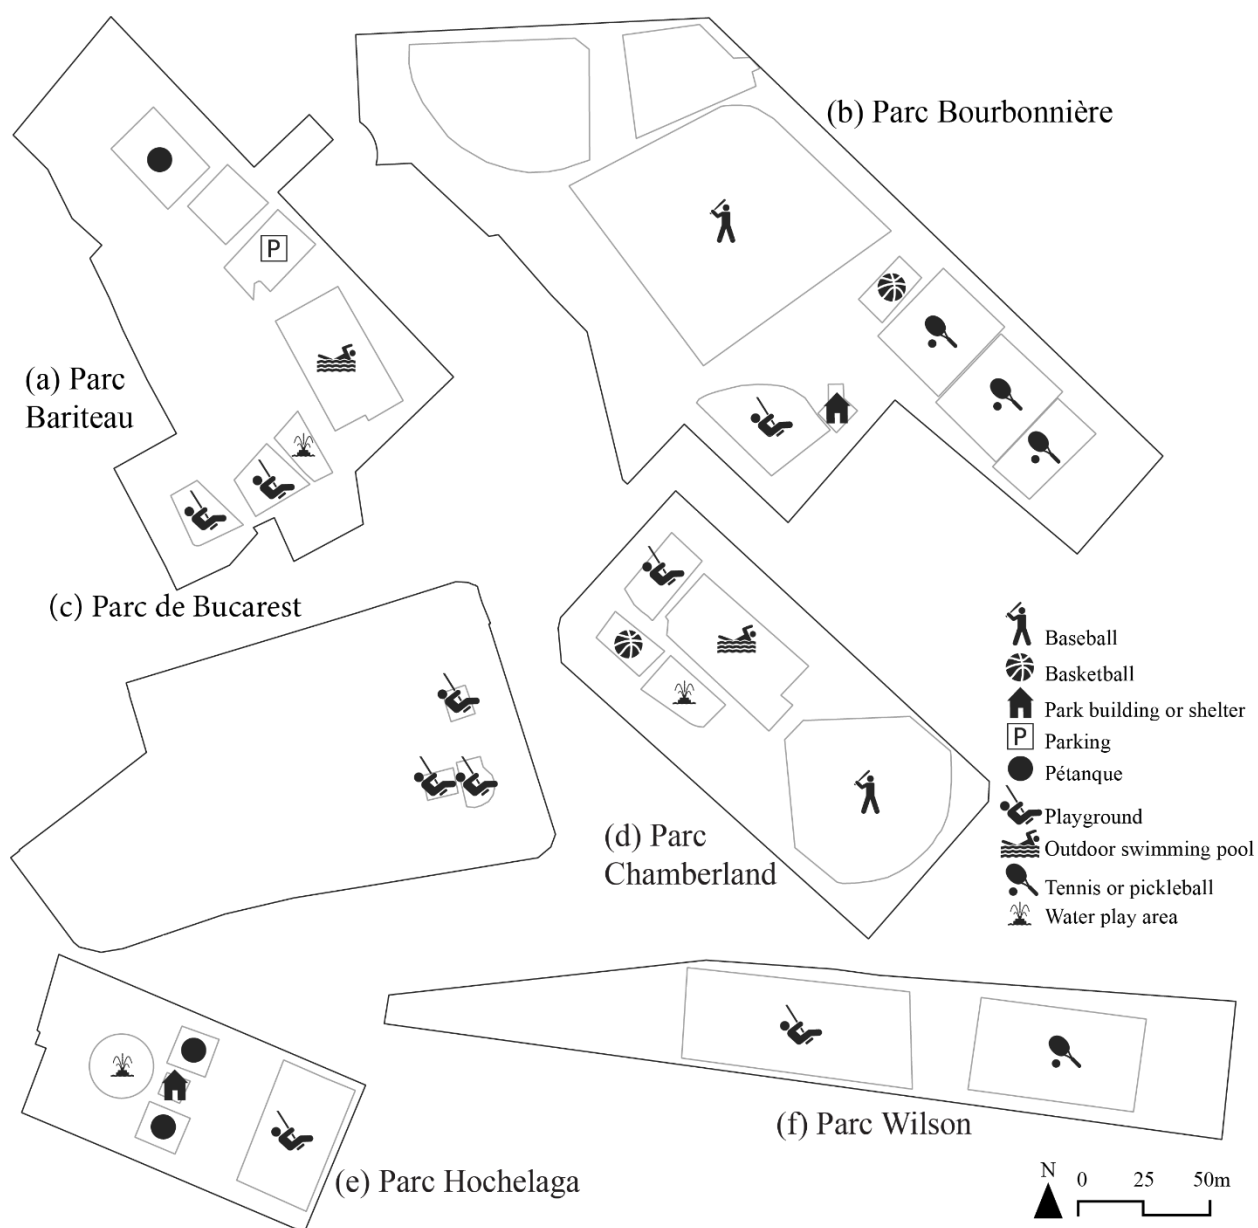 (b) Parc Bourbonnière
P
(a) Parc
Bariteau
(c) Parc de Bucarest
Baseball
Basketball
Park building or shelter
P Parking
Pétanque
Playground
Outdoor swimming pool
Tennis or pickleball
Water play area
(d) Parc
Chamberland
(e) Parc Hochelaga
(f) Parc Wilson
N 0 25 50m